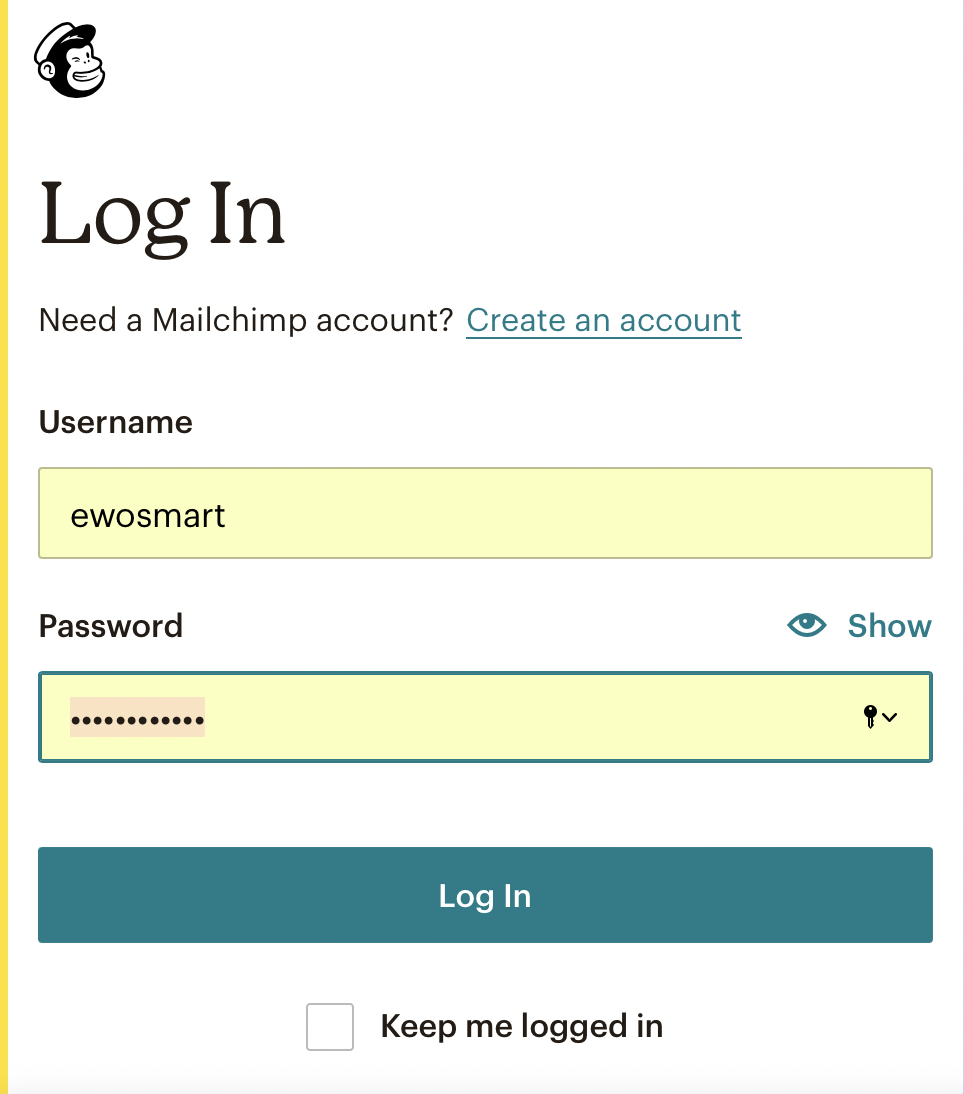 Log In
Need a Mailchimp account? Create an account
Username
ewosmart
Password Show
••••••••••••
Log In
Keep me logged in